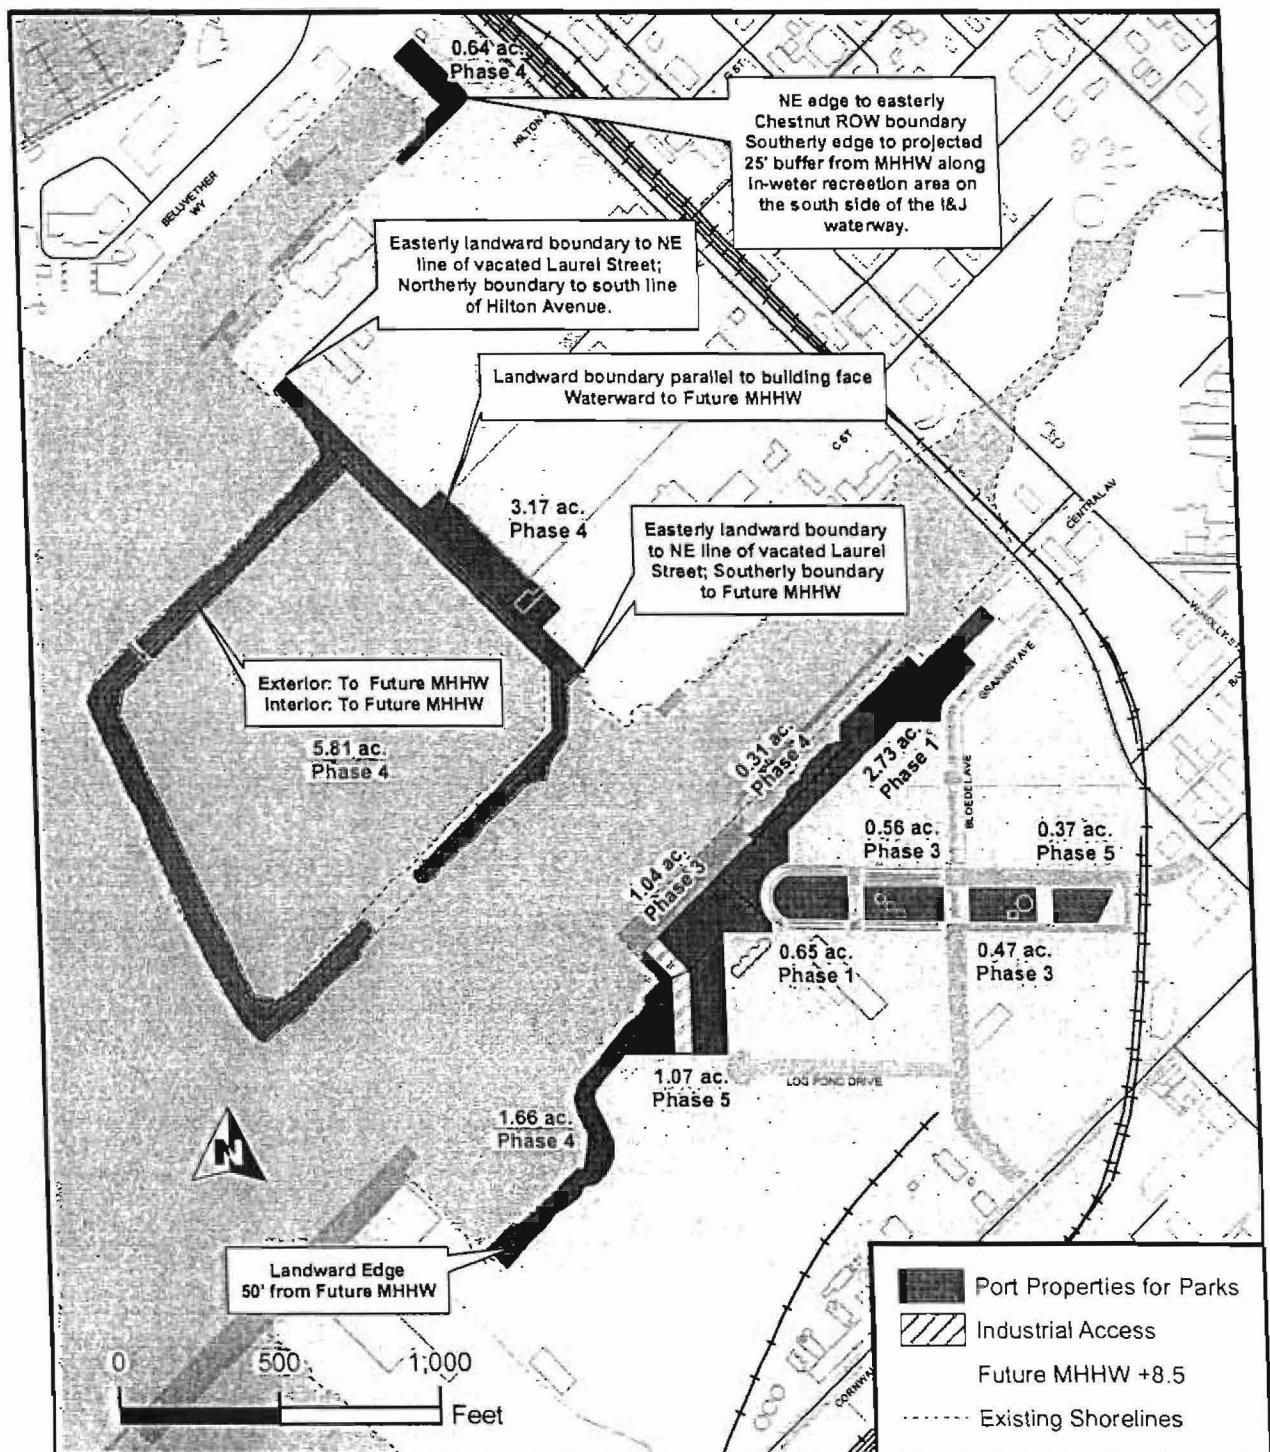 0.64 ac.
Phase 4
C ST
HILTON
NE edge to easterly
Chestnut ROW boundary
Southerly edge to projected
25' buffer from MHHW along
in-weter recreetion area on
the south side of the I&J
waterway.
BELLWETHER
WY
Easterly landward boundary to NE
line of vacated Laurel Street;
Northerly boundary to south line
of Hilton Avenue.
Landward boundary parallel to building face
Waterward to Future MHHW
C ST
3.17 ac.
Phase 4
CENTRAL AV
Easterly landward boundary
to NE line of vacated Laurel
Street; Southerly boundary
to Future MHHW
W HOLLY ST
GRANARY AVE
Exterior: To Future MHHW
Interior: To Future MHHW
5.81 ac.
Phase 4
0.31 ac.
Phase 4
2.73 ac.
Phase 1
BLOEDEL AVE
0.56 ac.
Phase 3
0.37 ac.
Phase 5
1.04 ac.
Phase 3
0.65 ac.
Phase 1
0.47 ac.
Phase 3
1.07 ac.
Phase 5
LOG POND DRIVE
1.66 ac.
Phase 4
N
Landward Edge
50' from Future MHHW
0 500 1,000
Feet
Port Properties for Parks
Industrial Access
Future MHHW +8.5
Existing Shorelines